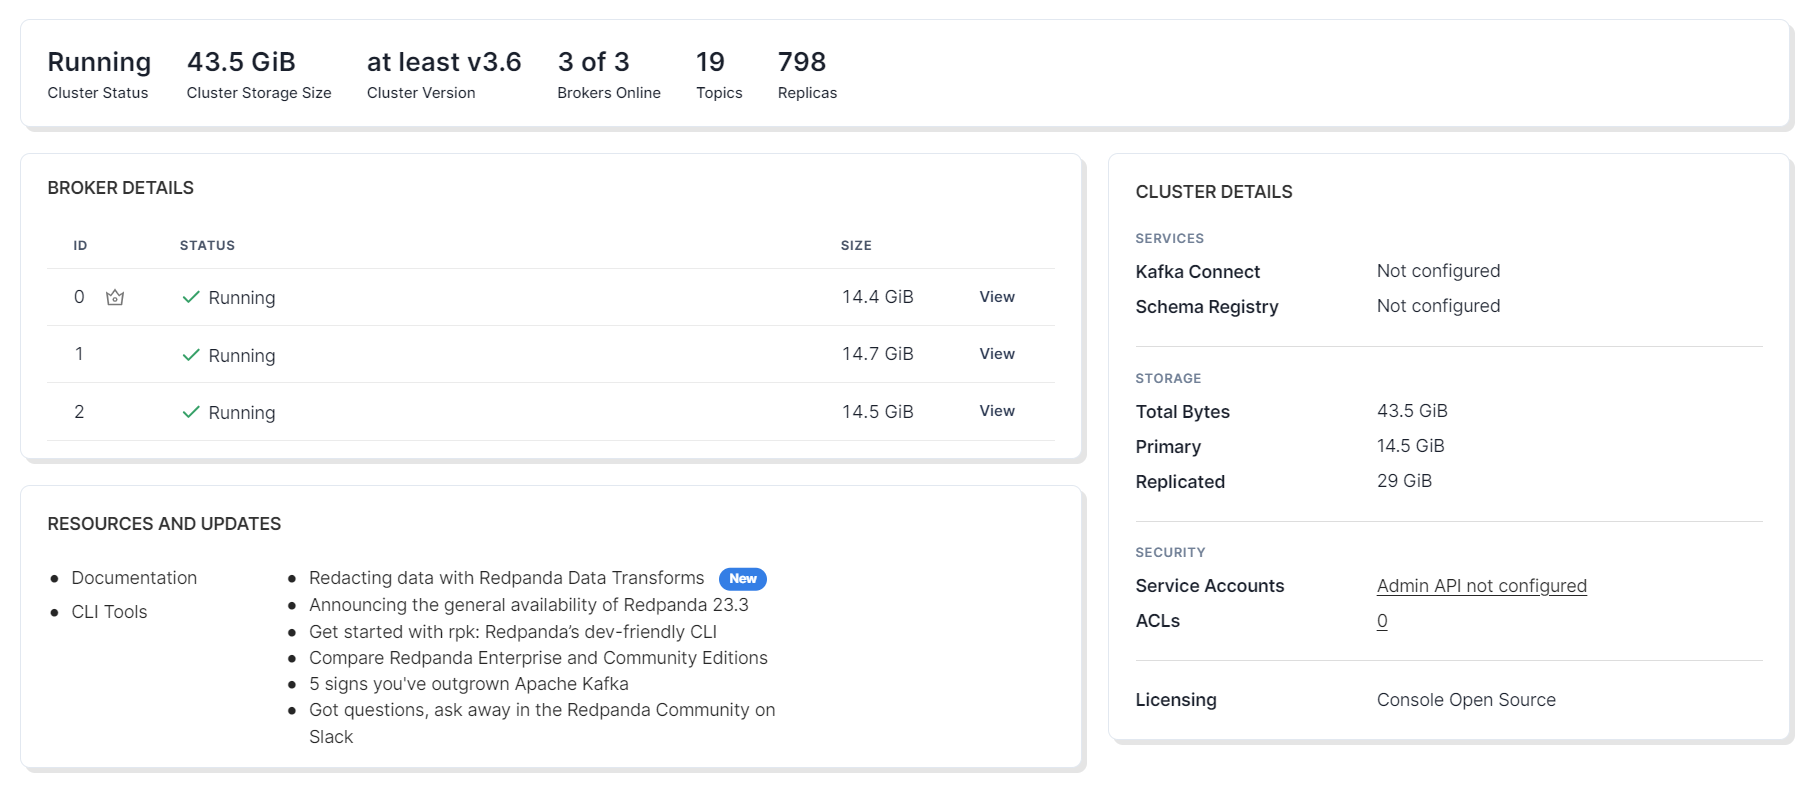 Running 43.5 GiB at least v3.6 3 of 3 19 798
Cluster Status Cluster Storage Size Cluster Version Brokers Online Topics Replicas
BROKER DETAILS
ID STATUS SIZE
0 Running 14.4 GiB View
1 Running 14.7 GiB View
2 Running 14.5 GiB View
RESOURCES AND UPDATES
Documentation
CLI Tools
Redacting data with Redpanda Data Transforms New
Announcing the general availability of Redpanda 23.3
Get started with rpk: Redpanda’s dev-friendly CLI
Compare Redpanda Enterprise and Community Editions
5 signs you've outgrown Apache Kafka
Got questions, ask away in the Redpanda Community on
Slack
CLUSTER DETAILS
SERVICES
Kafka Connect Not configured
Schema Registry Not configured
STORAGE
Total Bytes 43.5 GiB
Primary 14.5 GiB
Replicated 29 GiB
SECURITY
Service Accounts Admin API not configured
ACLs 0
Licensing Console Open Source